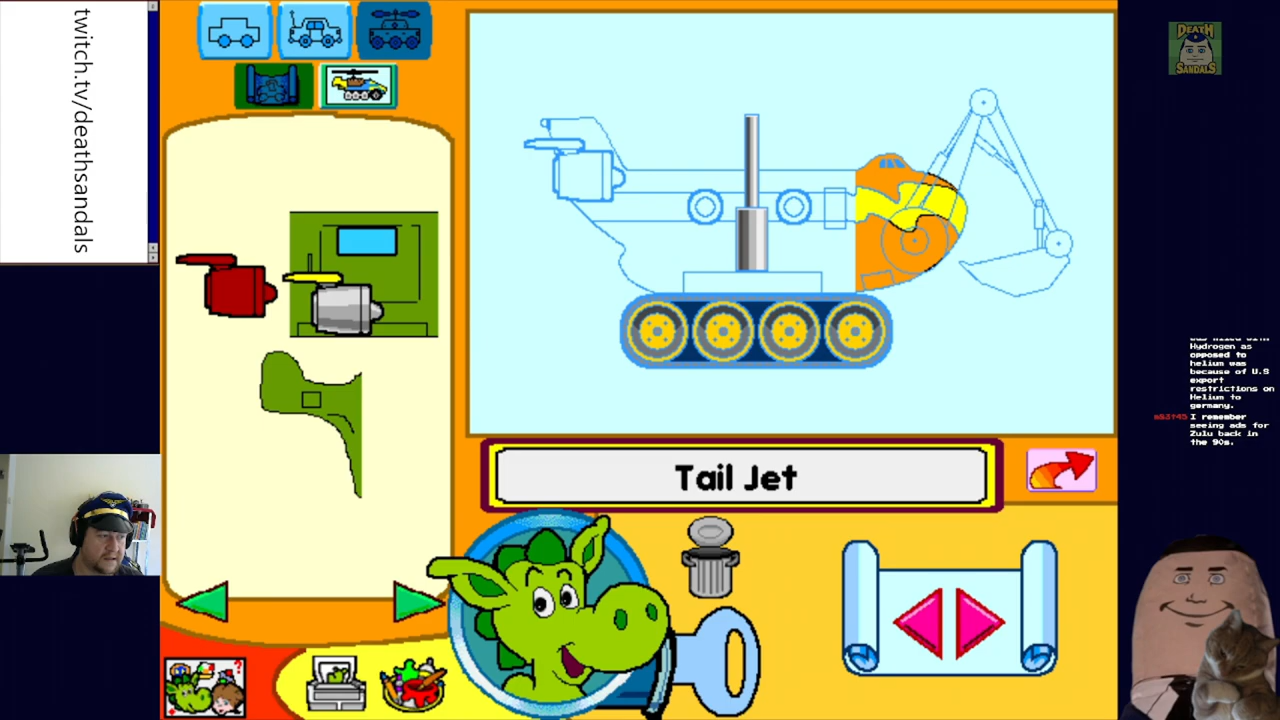 twitch.tv/deathsandals
DEATH
SANDALS
Tail Jet
Hydrogen as
opposed to
helium was
because of U.S
export
restrictions on
Helium to
germany.
I remember
seeing ads for
Zulu back in
the 90s.